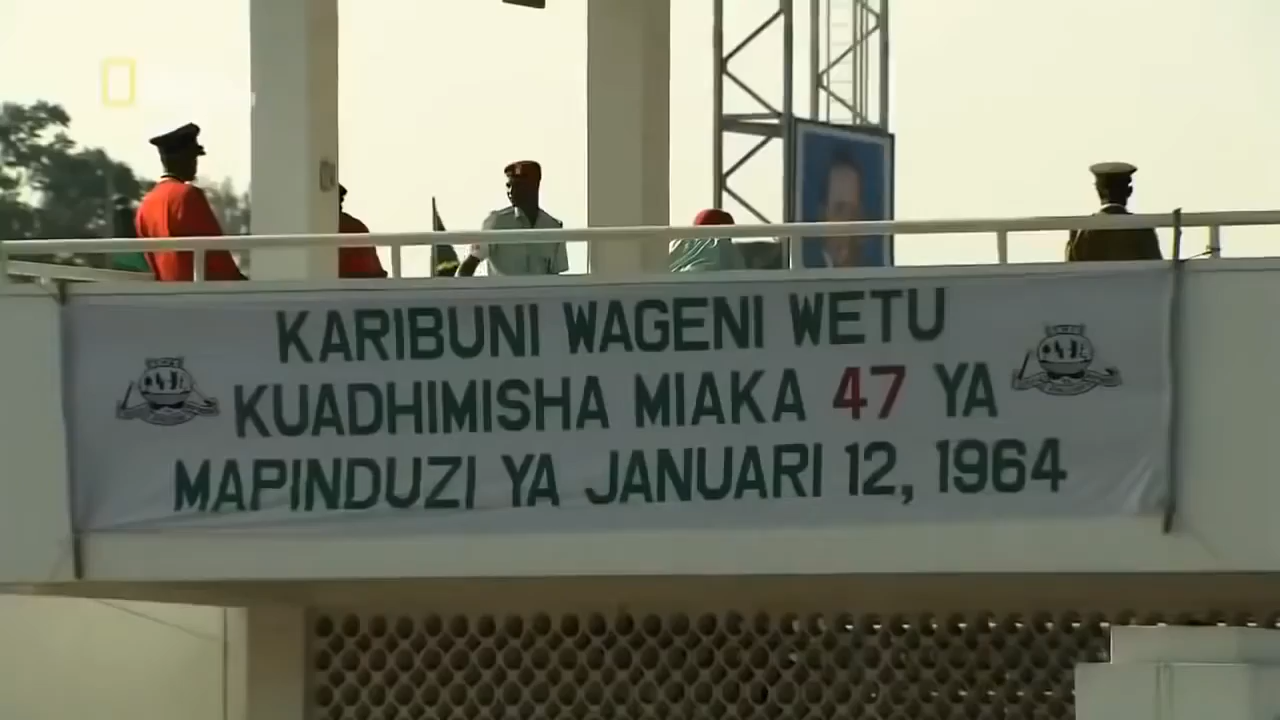 KARIBUNI WAGENI WETU
KUADHIMISHA MIAKA 47 YA
MAPINDUZI YA JANUARI 12, 1964